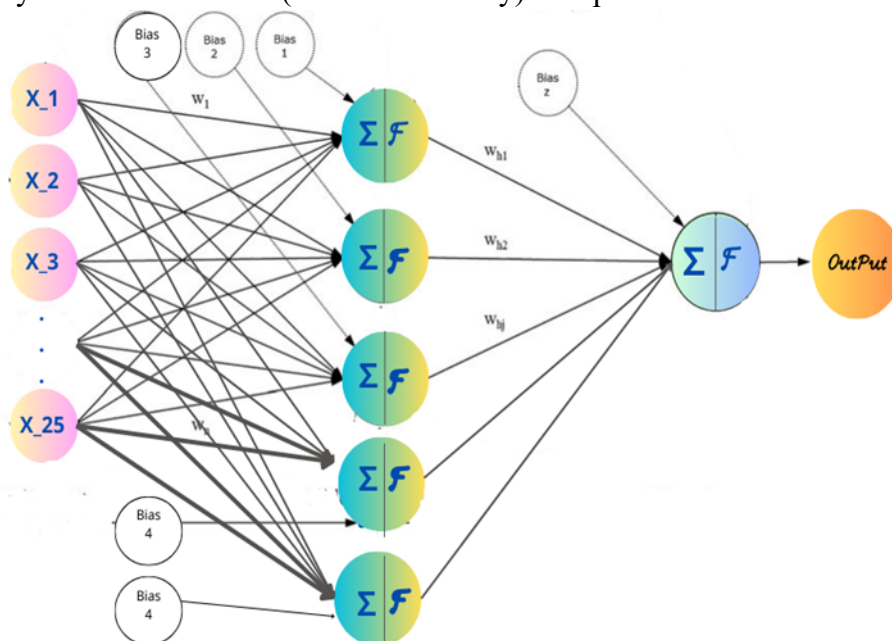 Bias
3
Bias
2
Bias
1
Bias
z
X_1
W1
Σ F
Wh1
X_2
Σ F
Wh2
X_3
Σ F
OutPut
Σ F
Whj
X_25
Σ F
Bias
4
Bias
4
Σ F